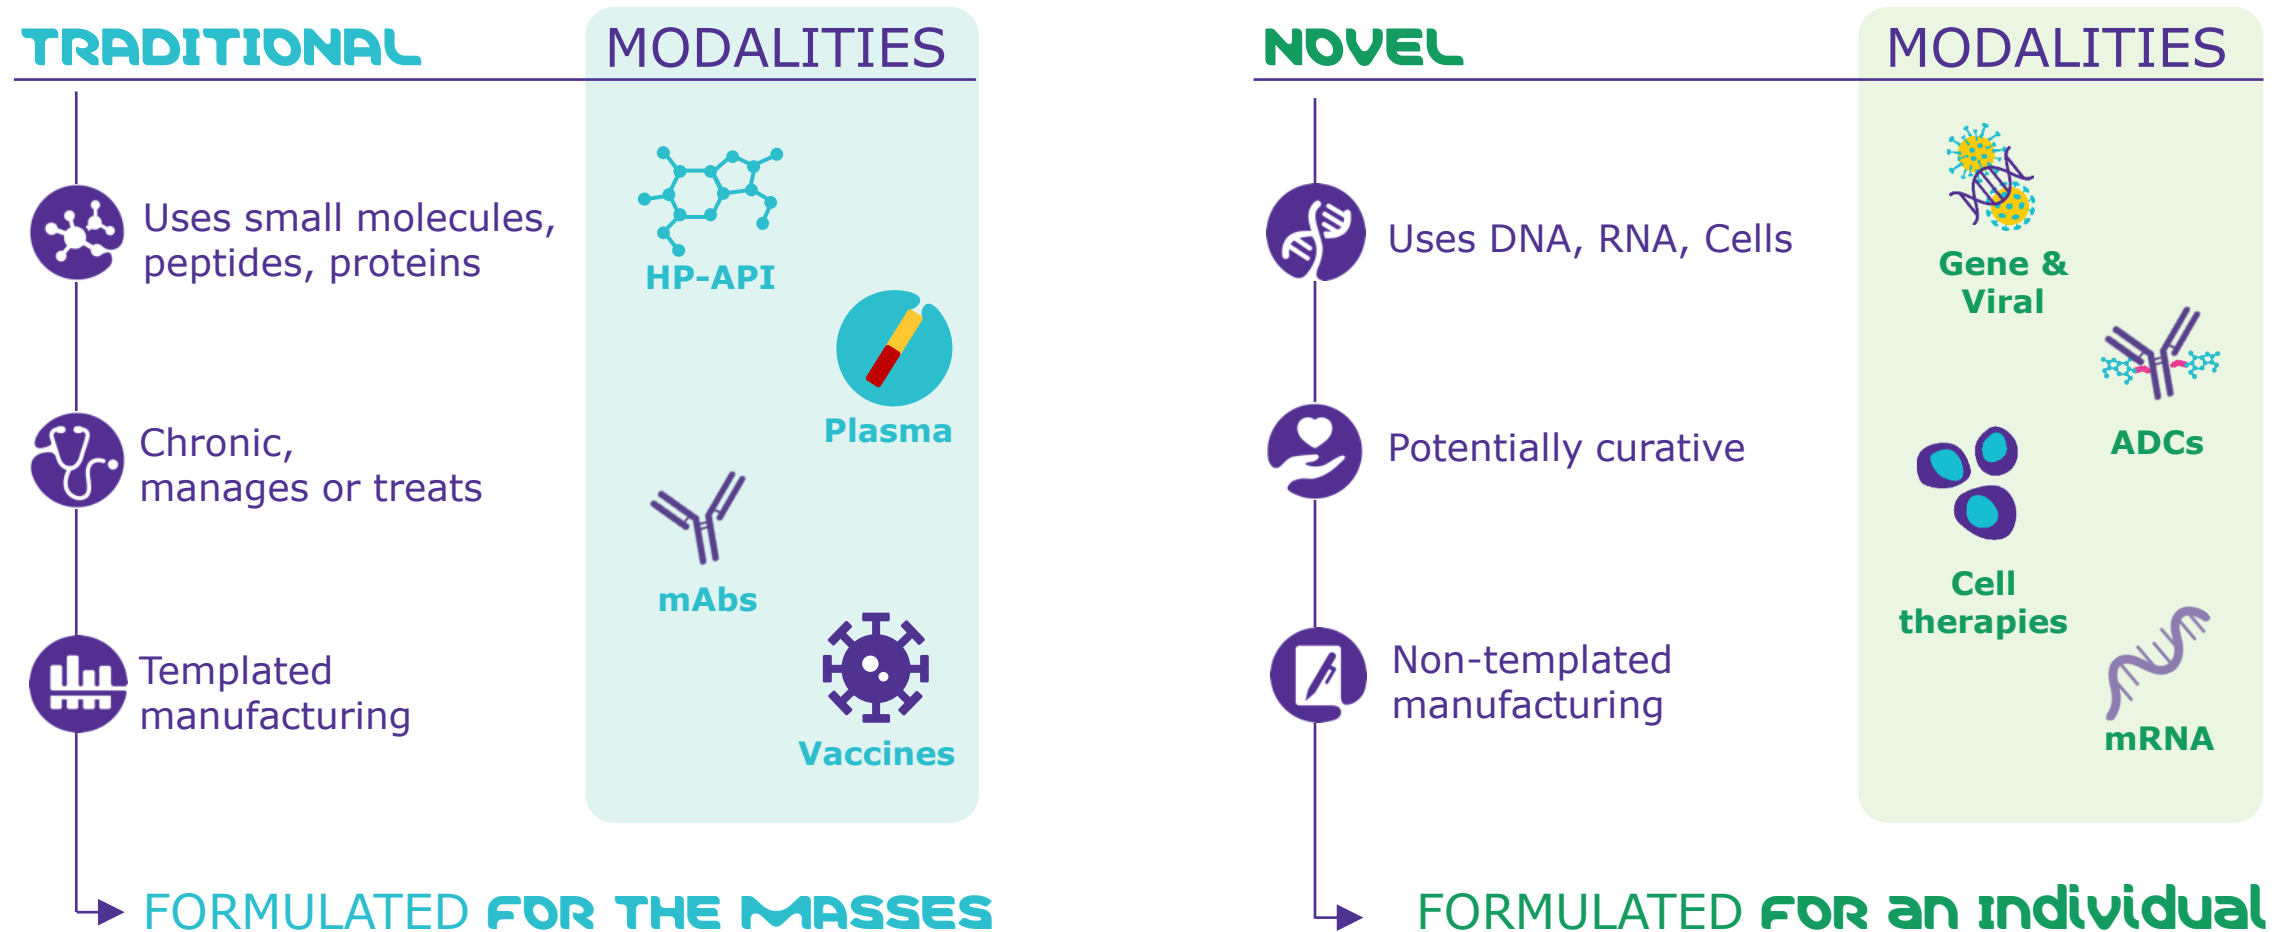 TRADITIONAL
MODALITIES
Uses small molecules,
peptides, proteins
Chronic,
manages or treats
Templated
manufacturing
HP-API
Plasma
mAbs
Vaccines
FORMULATED FOR THE MASSES
NOVEL
MODALITIES
Uses DNA, RNA, Cells
Potentially curative
Non-templated
manufacturing
Gene &
Viral
ADCs
Cell
therapies
mRNA
FORMULATED FOR an Individual